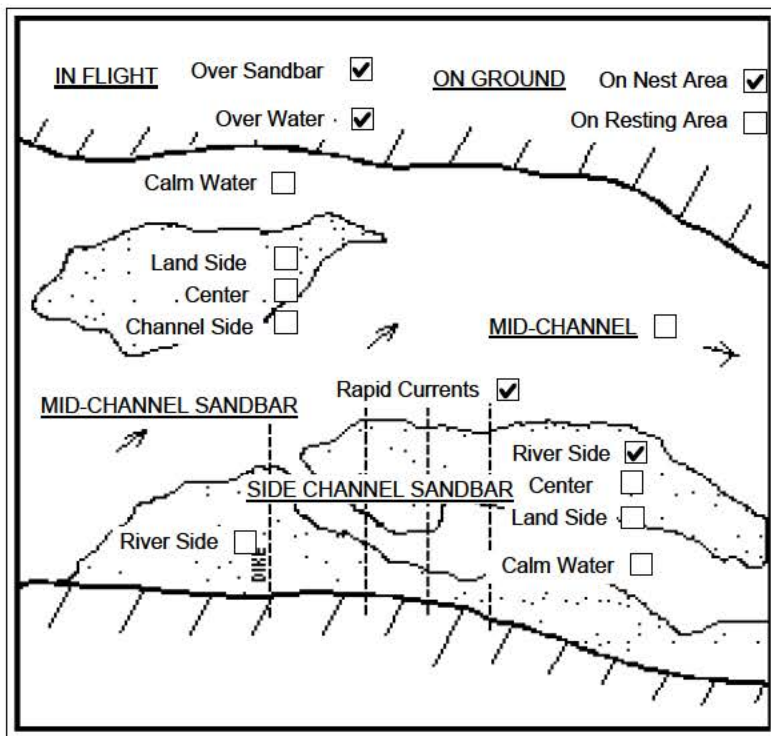 IN FLIGHT Over Sandbar ON GROUND On Nest Area
Over Water On Resting Area
Calm Water
Land Side
Center
Channel Side
MID-CHANNEL
Rapid Currents
MID-CHANNEL SANDBAR
River Side
SIDE CHANNEL SANDBAR Center
Land Side
River Side
DIKE
Calm Water